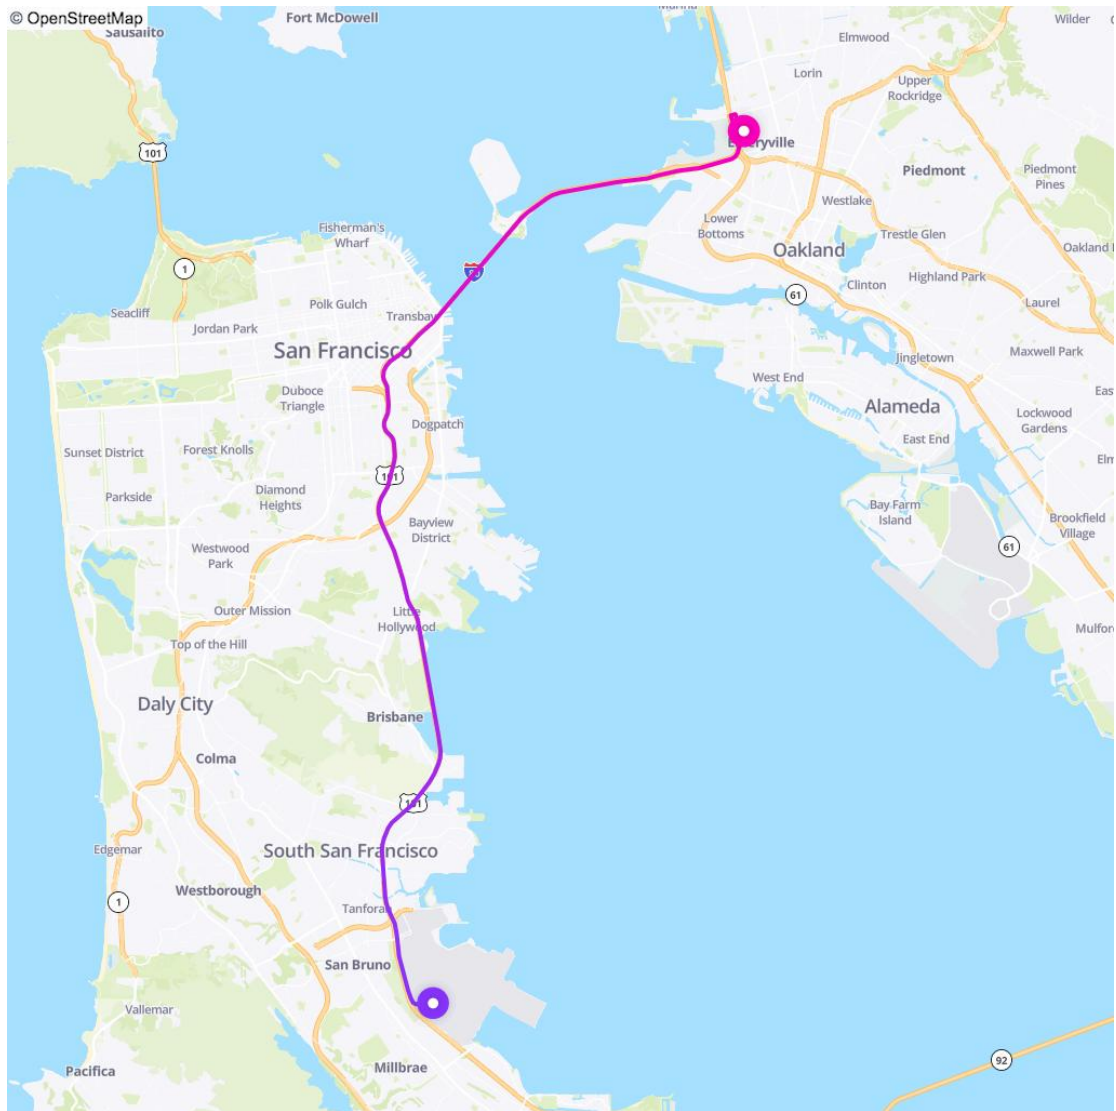 © OpenStreetMap
Fort McDowell
Sausalito
Marina
Wilder
Elmwood
Lorin
Upper
Rockridge
101
Piedmont
Piedmont
Pines
Westlake
Lower
Bottoms
Trestle Glen
Fisherman's
Wharf
Oakland
1
Highland Park
Clinton
61
Laurel
Polk Gulch
Seacliff
Jordan Park
Transbay
San Francisco
Jingletown
Maxwell Park
West End
Duboce
Triangle
Alameda
Lockwood
Gardens
Dogpatch
East End
Sunset District
Forest Knolls
101
Parkside
Diamond
Heights
Bay Farm
Island
Bayview
District
Brookfield
Village
61
Westwood
Park
Outer Mission
Little
Hollywood
Top of the Hill
Daly City
Brisbane
Colma
101
Edgemar
South San Francisco
Westborough
1
San Bruno
Vallemar
92
Millbrae
Pacifica